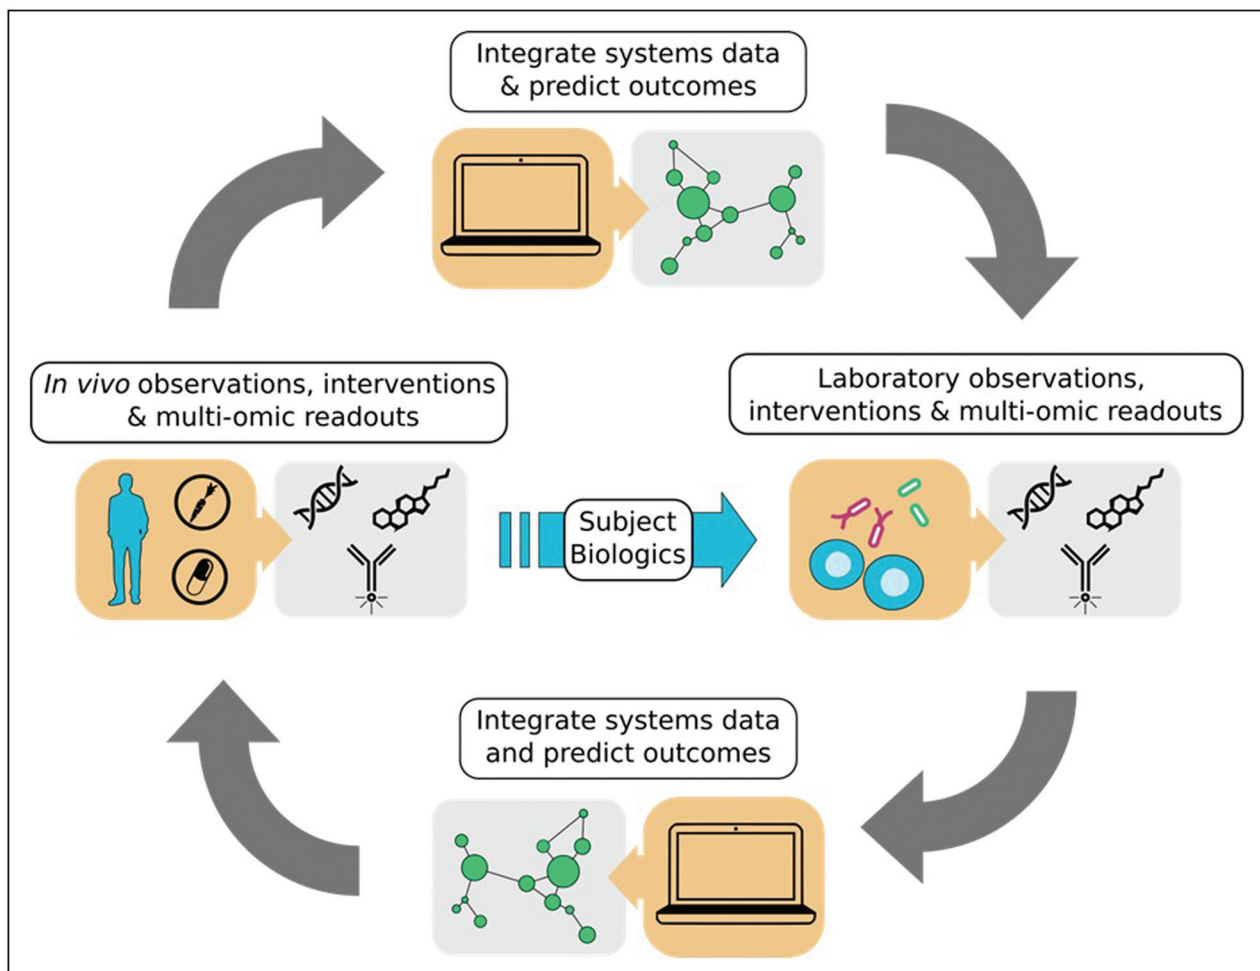 Integrate systems data
& predict outcomes
In vivo observations, interventions
& multi-omic readouts
Laboratory observations,
interventions & multi-omic readouts
Subject
Biologics
Integrate systems data
and predict outcomes